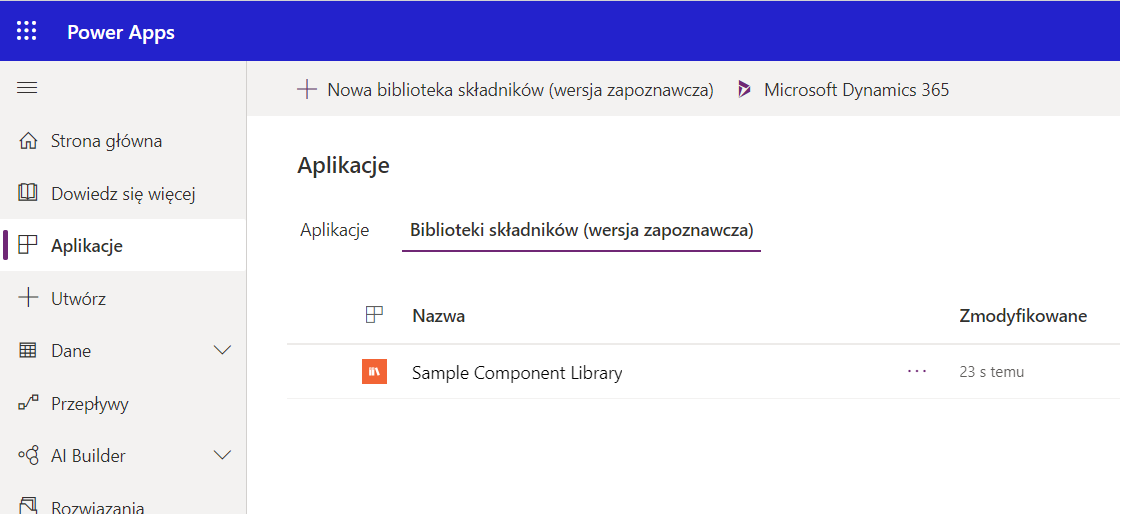 Power Apps
Nowa biblioteka składników (wersja zapoznawcza) Microsoft Dynamics 365
Strona główna
Dowiedz się więcej
Aplikacje
Utwórz
Dane
Przepływy
AI Builder
Rozwiązania
Aplikacje
Aplikacje Biblioteki składników (wersja zapoznawcza)
Nazwa Zmodyfikowane
Sample Component Library ... 23 s temu